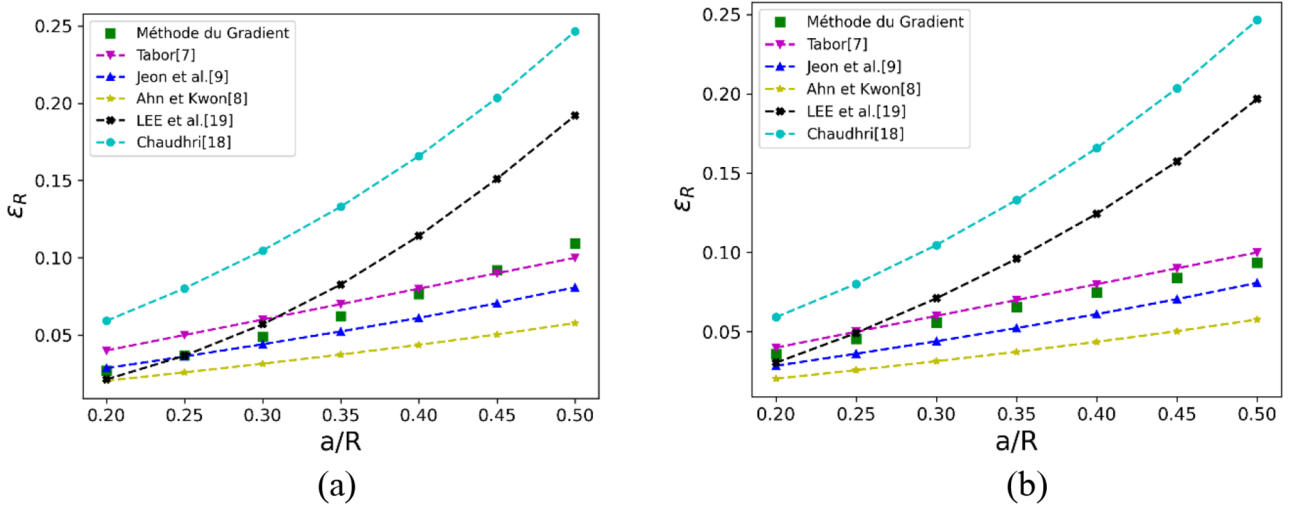 0.25
0.20
0.15
0.10
0.05
εR
Méthode du Gradient
Tabor[7]
Jeon et al.[9]
Ahn et Kwon[8]
LEE et al.[19]
Chaudhri[18]
0.20 0.25 0.30 0.35 0.40 0.45 0.50
a/R
(a)
0.25
0.20
0.15
0.10
0.05
εR
Méthode du Gradient
Tabor[7]
Jeon et al.[9]
Ahn et Kwon[8]
LEE et al.[19]
Chaudhri[18]
0.20 0.25 0.30 0.35 0.40 0.45 0.50
a/R
(b)